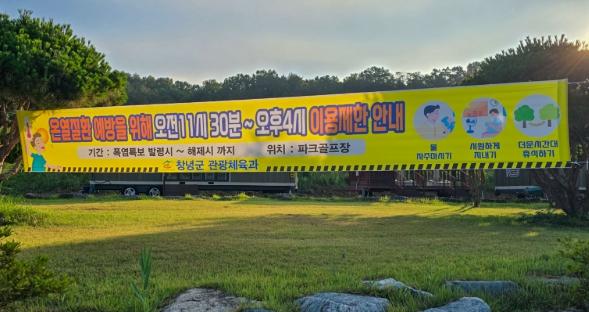 온열질환 예방을 위해 오전11시 30분 ~ 오후4시 이용제한 안내
기간 : 폭염특보 발령시 ~ 해제시 까지 위치 : 파크골프장
창녕군 관광체육과
물
자주마시기
시원하게
지내기
더운시간대
휴식하기